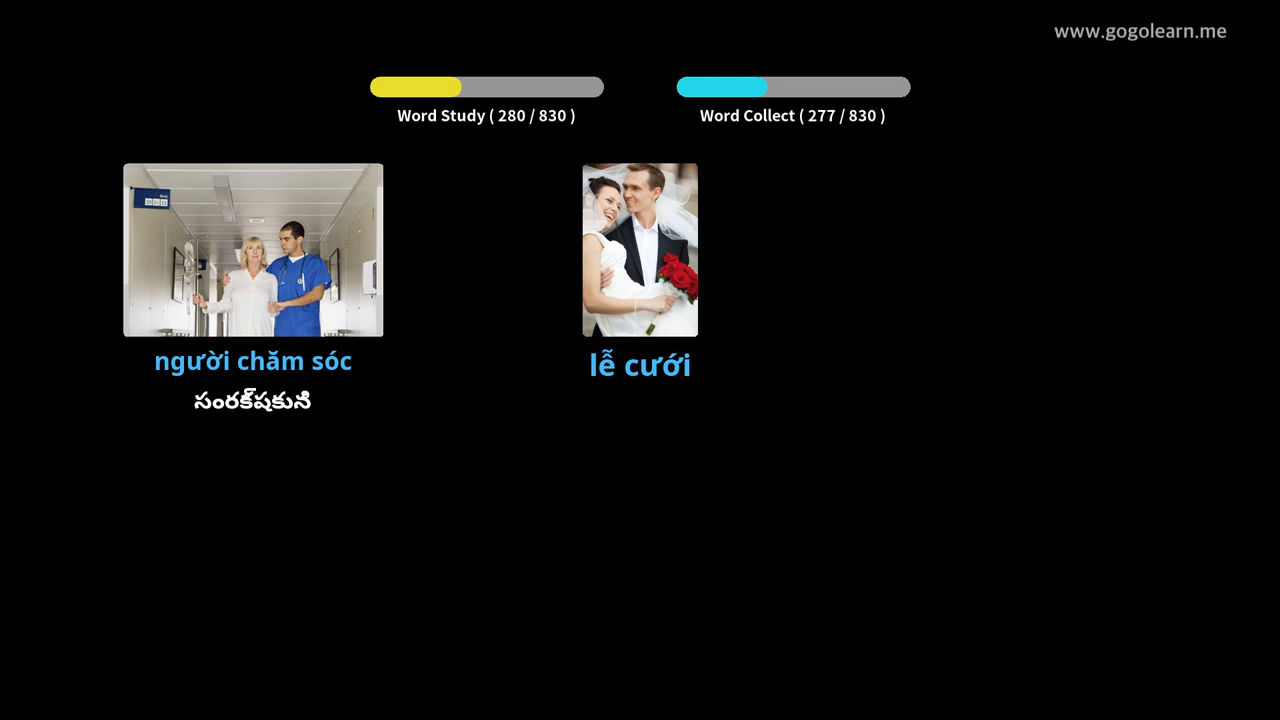 www.gogolearn.me
Word Study ( 280 / 830 )
Word Collect ( 277 / 830 )
người chăm sóc
lễ cưới
సంరక్‌షకుని